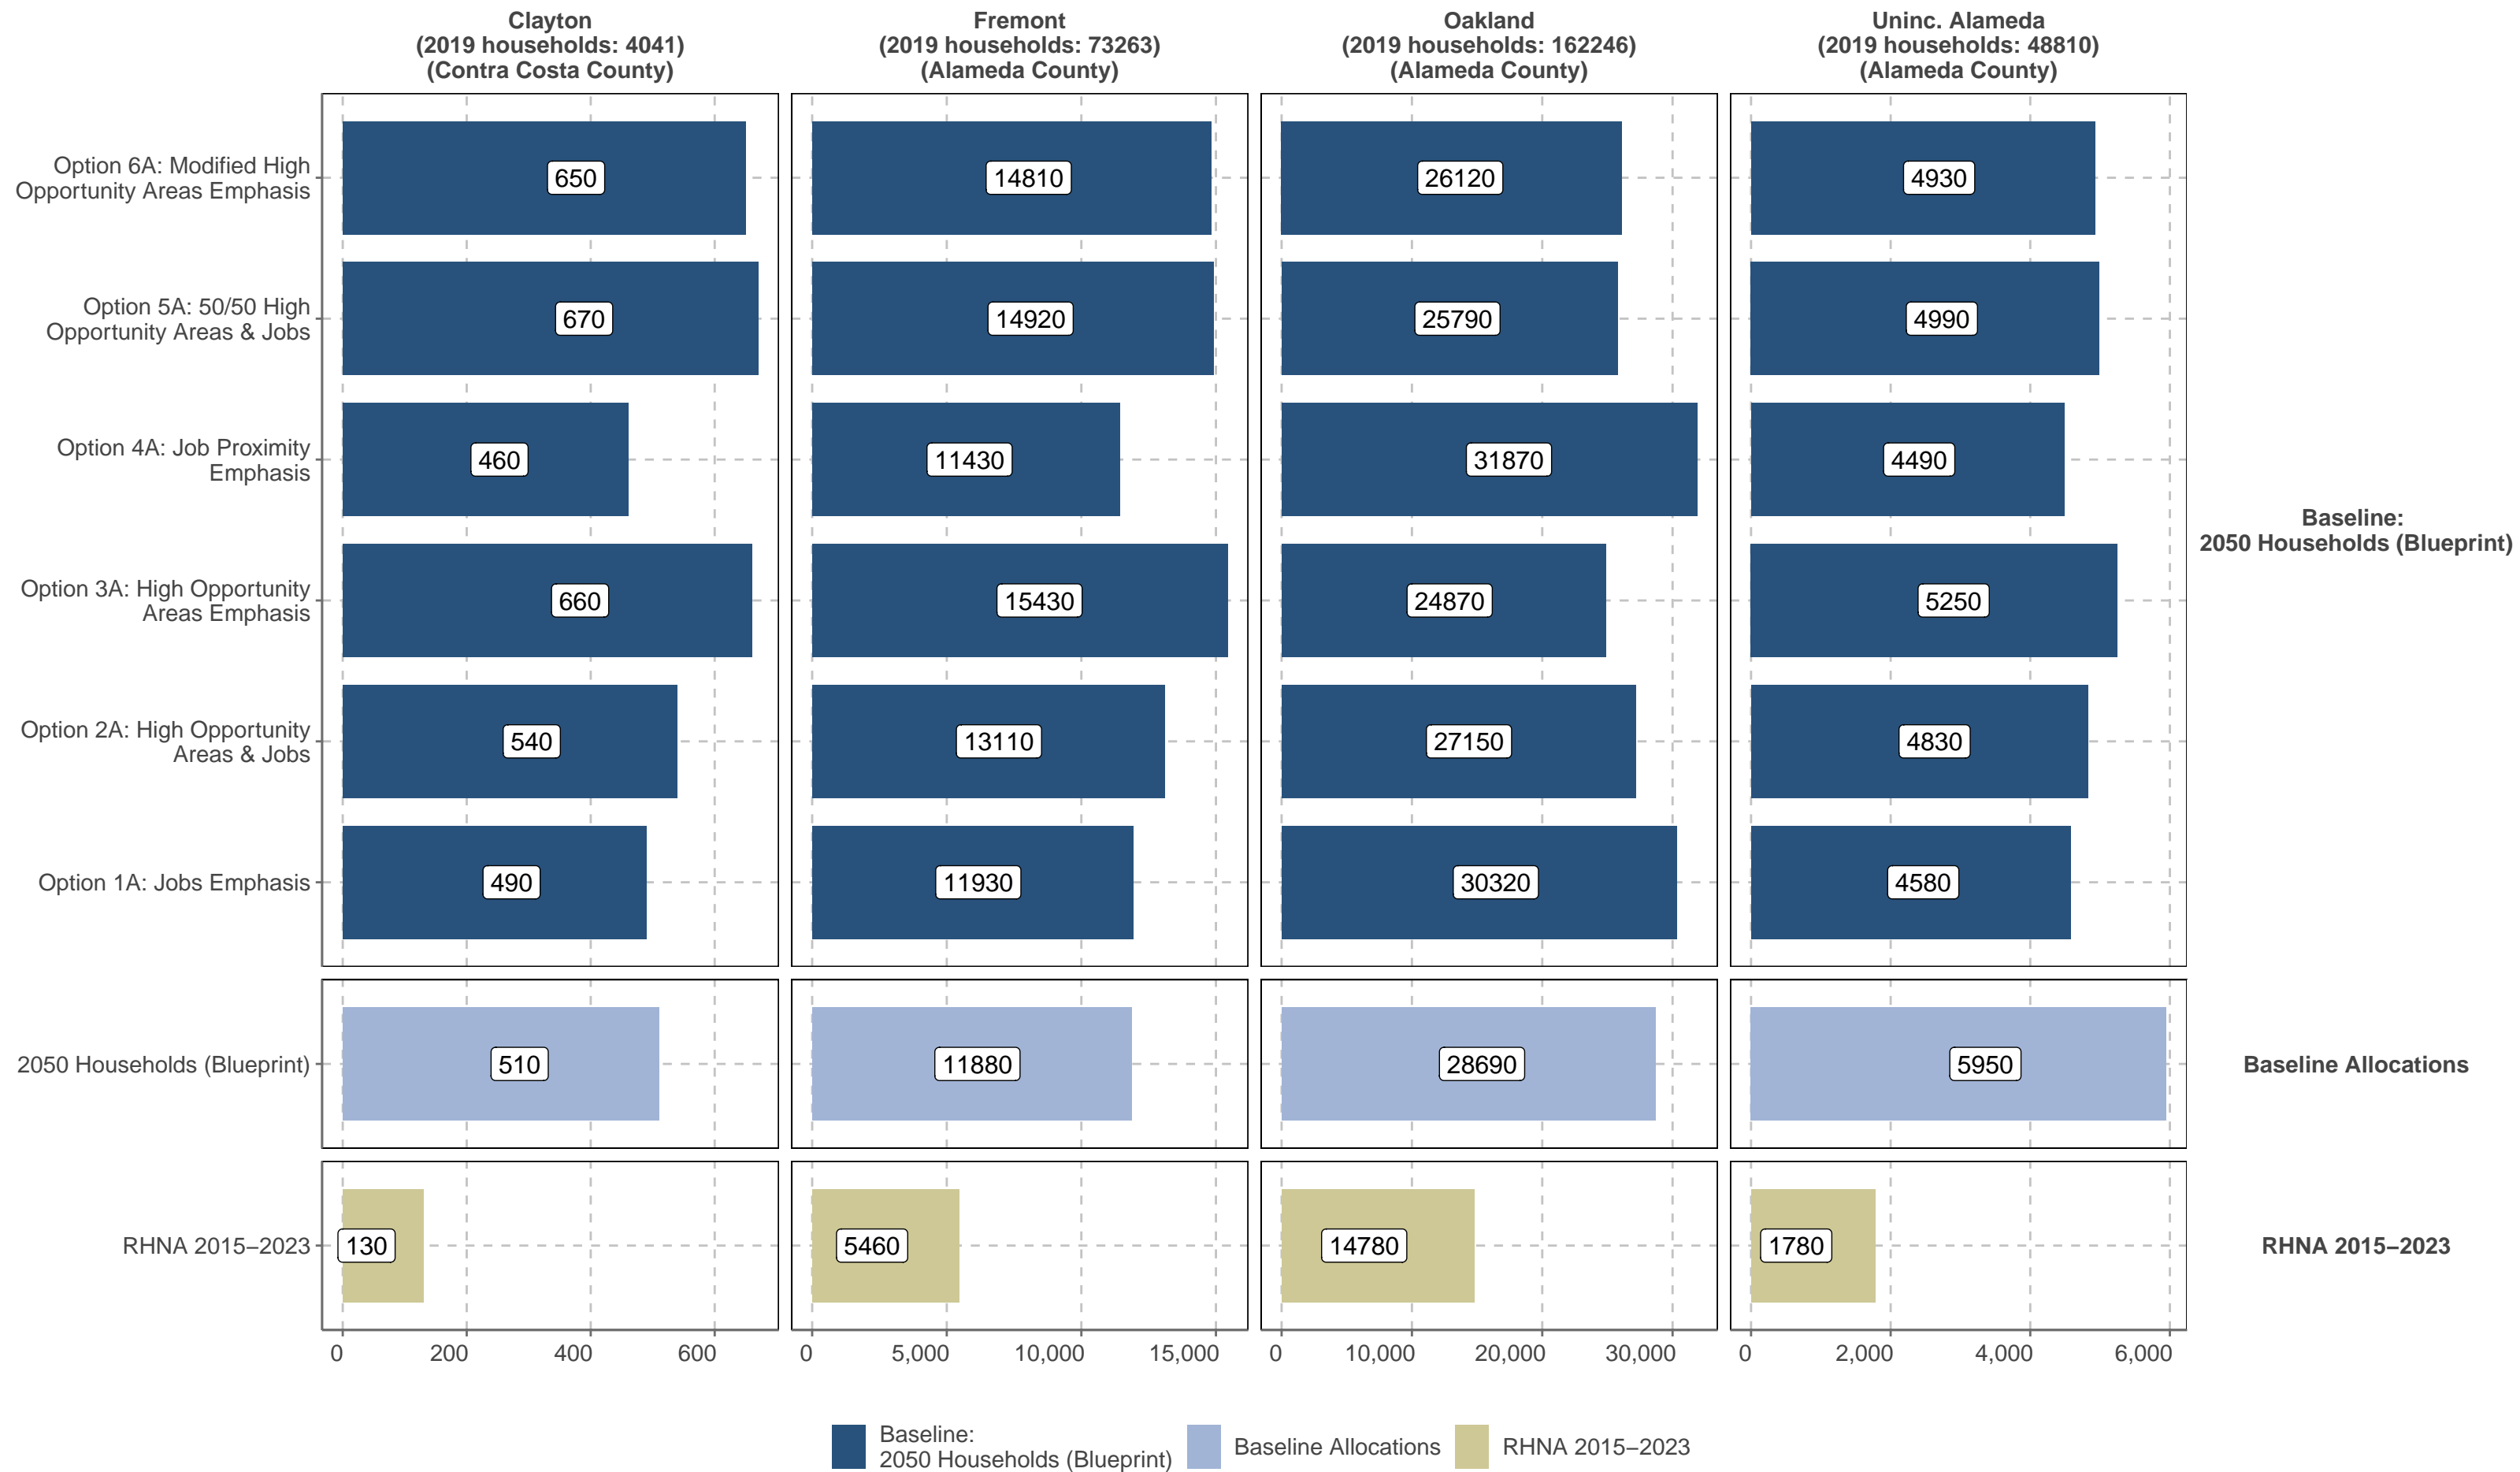 Clayton
(2019 households: 4041)
(Contra Costa County)
Fremont
(2019 households: 73263)
(Alameda County)
Oakland
(2019 households: 162246)
(Alameda County)
Uninc. Alameda
(2019 households: 48810)
(Alameda County)
Option 6A: Modified High
Opportunity Areas Emphasis
650
14810
26120
4930
Option 5A: 50/50 High
Opportunity Areas & Jobs
670
14920
25790
4990
Option 4A: Job Proximity
Emphasis
460
11430
31870
4490
Baseline:
2050 Households (Blueprint)
Option 3A: High Opportunity
Areas Emphasis
660
15430
24870
5250
Option 2A: High Opportunity
Areas & Jobs
540
13110
27150
4830
Option 1A: Jobs Emphasis
490
11930
30320
4580
2050 Households (Blueprint)
510
11880
28690
5950
Baseline Allocations
RHNA 2015−2023
130
5460
14780
1780
RHNA 2015−2023
0 200 400 600
0 5,000 10,000 15,000
0 10,000 20,000 30,000
0 2,000 4,000 6,000
Baseline:
2050 Households (Blueprint)
Baseline Allocations
RHNA 2015−2023